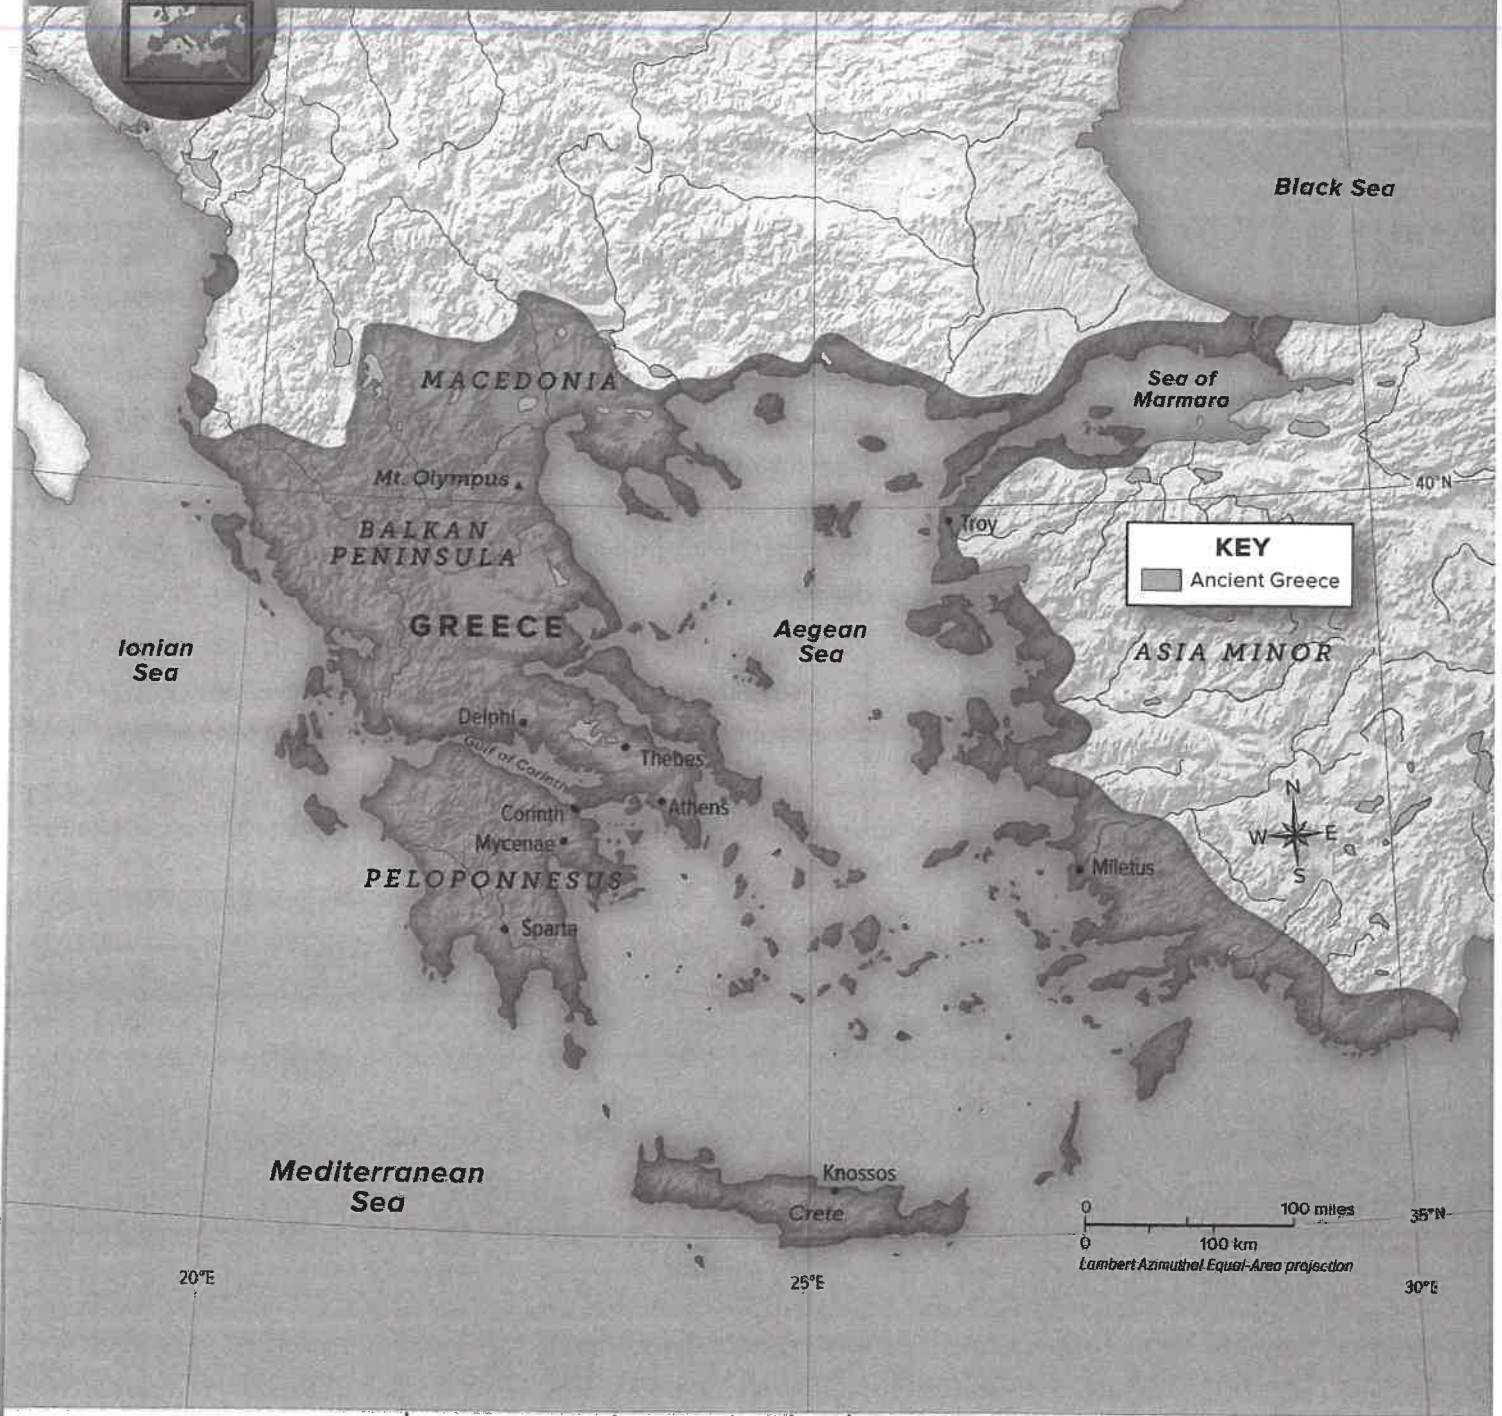 Black Sea
MACEDONIA
Sea of
Marmara
Mt. Olympus
40°N
Troy
BALKAN
PENINSULA
KEY
Ancient Greece
GREECE
Aegean
Sea
Ionian
Sea
ASIA MINOR
Delphi
Gulf of Corinth
Thebes
N
Corinth
Athens
W
E
Mycenae
S
Miletus
PELOPONNESUS
Sparta
Mediterranean
Sea
Knossos
Crete
0
100 miles
35°N
0
100 km
Lambert Azimuthal Equal-Area projection
20°E
25°E
30°E